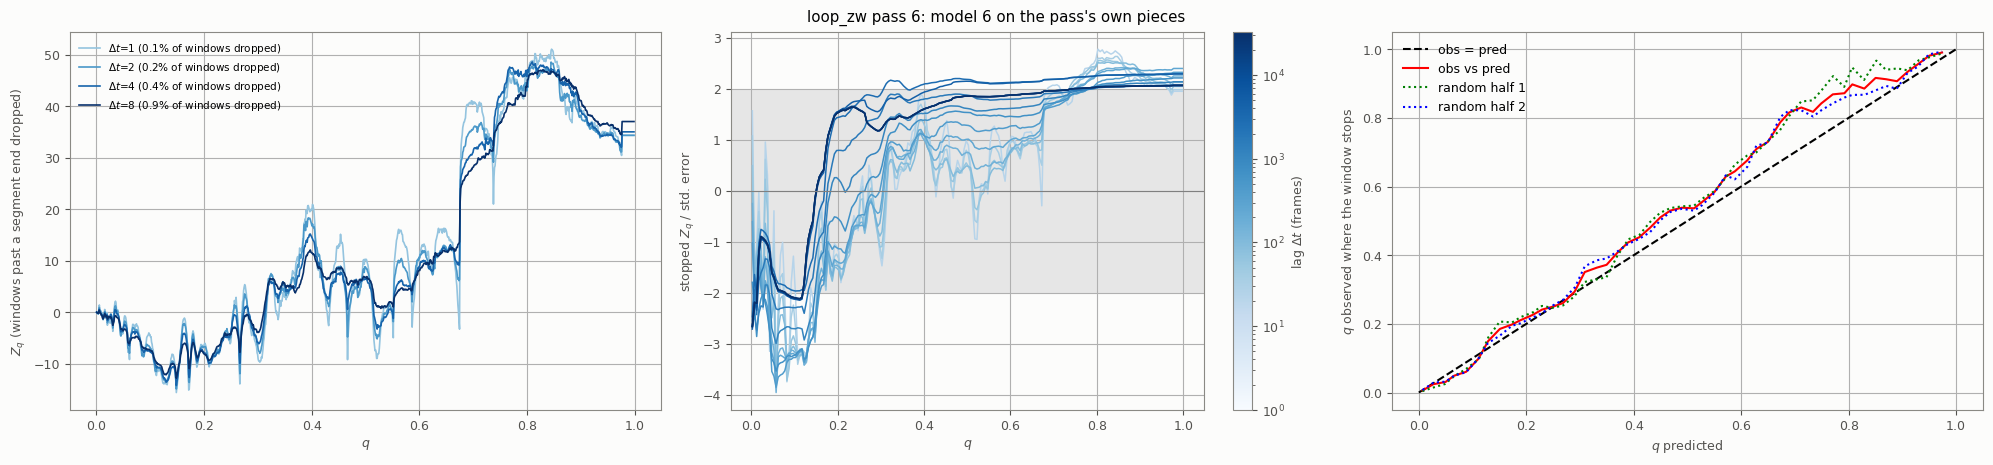 loop_zw pass 6: model 6 on the pass's own pieces
Z_q (windows past a segment end dropped)
50
40
30
20
10
0
−10
Δt=1 (0.1% of windows dropped)
Δt=2 (0.2% of windows dropped)
Δt=4 (0.4% of windows dropped)
Δt=8 (0.9% of windows dropped)
0.0 0.2 0.4 0.6 0.8 1.0
q
stopped Z_q / std. error
3
2
1
0
−1
−2
−3
−4
0.0 0.2 0.4 0.6 0.8 1.0
q
10^4
10^3
10^2
10^1
10^0
lag Δt (frames)
q observed where the window stops
1.0
0.8
0.6
0.4
0.2
0.0
obs = pred
obs vs pred
random half 1
random half 2
0.0 0.2 0.4 0.6 0.8 1.0
q predicted